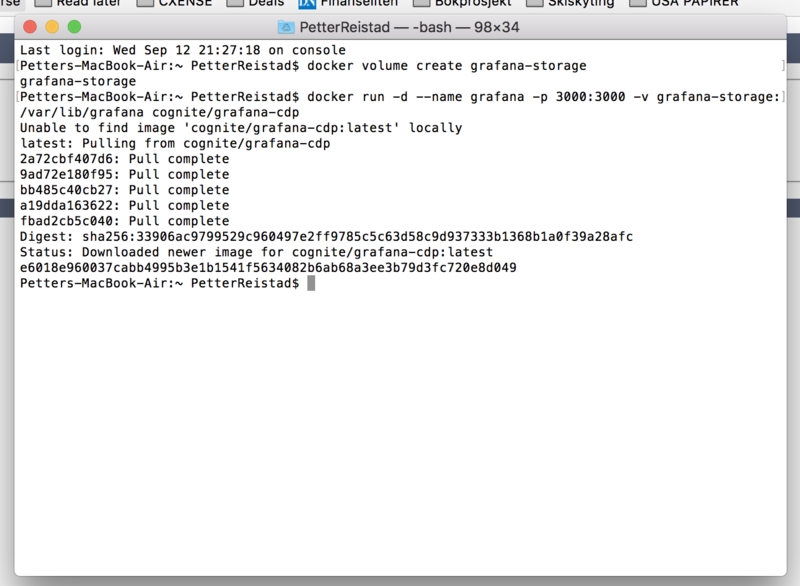 rse Read later CXENSE Deals DN Finanseliten Bokprosjekt Skiskyting USA PAPIRER
PetterReistad — -bash — 98×34
Last login: Wed Sep 12 21:27:18 on console
[Petters-MacBook-Air:~ PetterReistad$ docker volume create grafana-storage ]
grafana-storage
[Petters-MacBook-Air:~ PetterReistad$ docker run -d --name grafana -p 3000:3000 -v grafana-storage:]
/var/lib/grafana cognite/grafana-cdp
Unable to find image 'cognite/grafana-cdp:latest' locally
latest: Pulling from cognite/grafana-cdp
2a72cbf407d6: Pull complete
9ad72e180f95: Pull complete
bb485c40cb27: Pull complete
a19dda163622: Pull complete
fbad2cb5c040: Pull complete
Digest: sha256:33906ac9799529c960497e2ff9785c5c63d58c9d937333b1368b1a0f39a28afc
Status: Downloaded newer image for cognite/grafana-cdp:latest
e6018e960037cabb4995b3e1b1541f5634082b6ab68a3ee3b79d3fc720e8d049
Petters-MacBook-Air:~ PetterReistad$